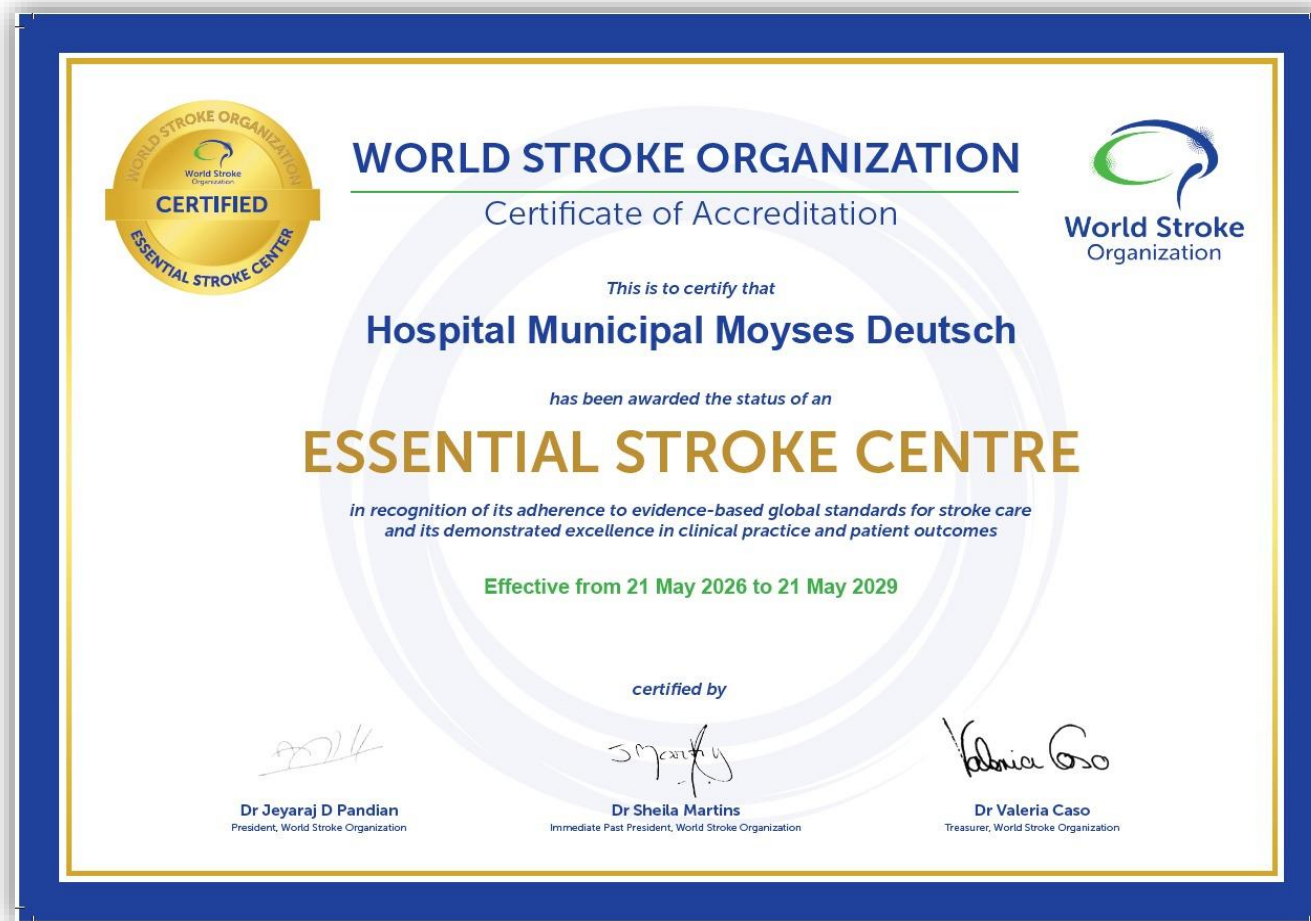 WORLD STROKE ORGANIZATION
World Stroke
Organization
CERTIFIED
ESSENTIAL STROKE CENTER
WORLD STROKE ORGANIZATION
Certificate of Accreditation
World Stroke
Organization
This is to certify that
Hospital Municipal Moyses Deutsch
has been awarded the status of an
ESSENTIAL STROKE CENTRE
in recognition of its adherence to evidence-based global standards for stroke care
and its demonstrated excellence in clinical practice and patient outcomes
Effective from 21 May 2026 to 21 May 2029
certified by
Valeria Caso
Dr Jeyaraj D Pandian
President, World Stroke Organization
Dr Sheila Martins
Immediate Past President, World Stroke Organization
Dr Valeria Caso
Treasurer, World Stroke Organization